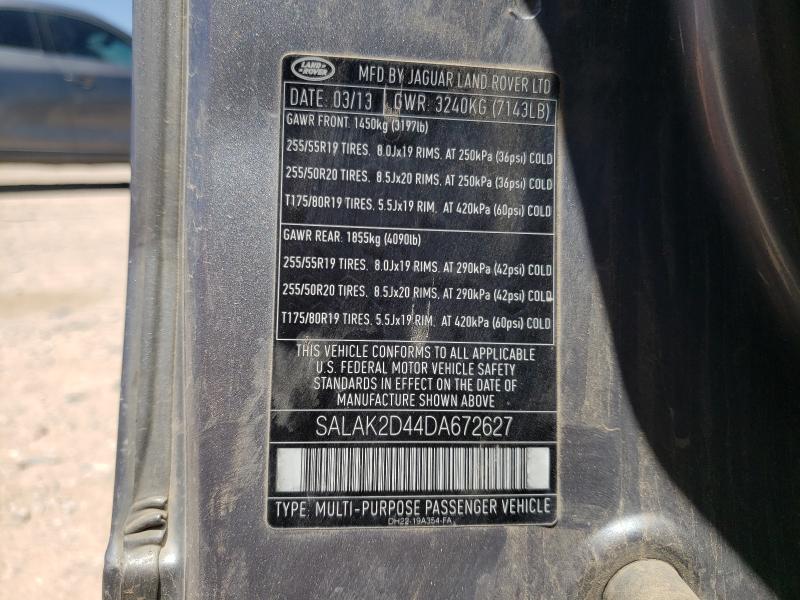 LAND ROVER
MFD BY JAGUAR LAND ROVER LTD
DATE: 03/13 GWR: 3240KG (7143LB)
GAWR FRONT: 1450kg (3197lb)
255/55R19 TIRES. 8.0Jx19 RIMS. AT 250kPa (36psi) COLD
255/50R20 TIRES. 8.5Jx20 RIMS. AT 250kPa (36psi) COLD
T175/80R19 TIRES. 5.5Jx19 RIM. AT 420kPa (60psi) COLD
GAWR REAR: 1855kg (4090lb)
255/55R19 TIRES. 8.0Jx19 RIMS. AT 290kPa (42psi) COLD
255/50R20 TIRES. 8.5Jx20 RIMS. AT 290kPa (42psi) COLD
T175/80R19 TIRES. 5.5Jx19 RIM. AT 420kPa (60psi) COLD
THIS VEHICLE CONFORMS TO ALL APPLICABLE
U.S. FEDERAL MOTOR VEHICLE SAFETY
STANDARDS IN EFFECT ON THE DATE OF
MANUFACTURE SHOWN ABOVE
SALAK2D44DA672627
TYPE: MULTI-PURPOSE PASSENGER VEHICLE
DH22-19A354-FA